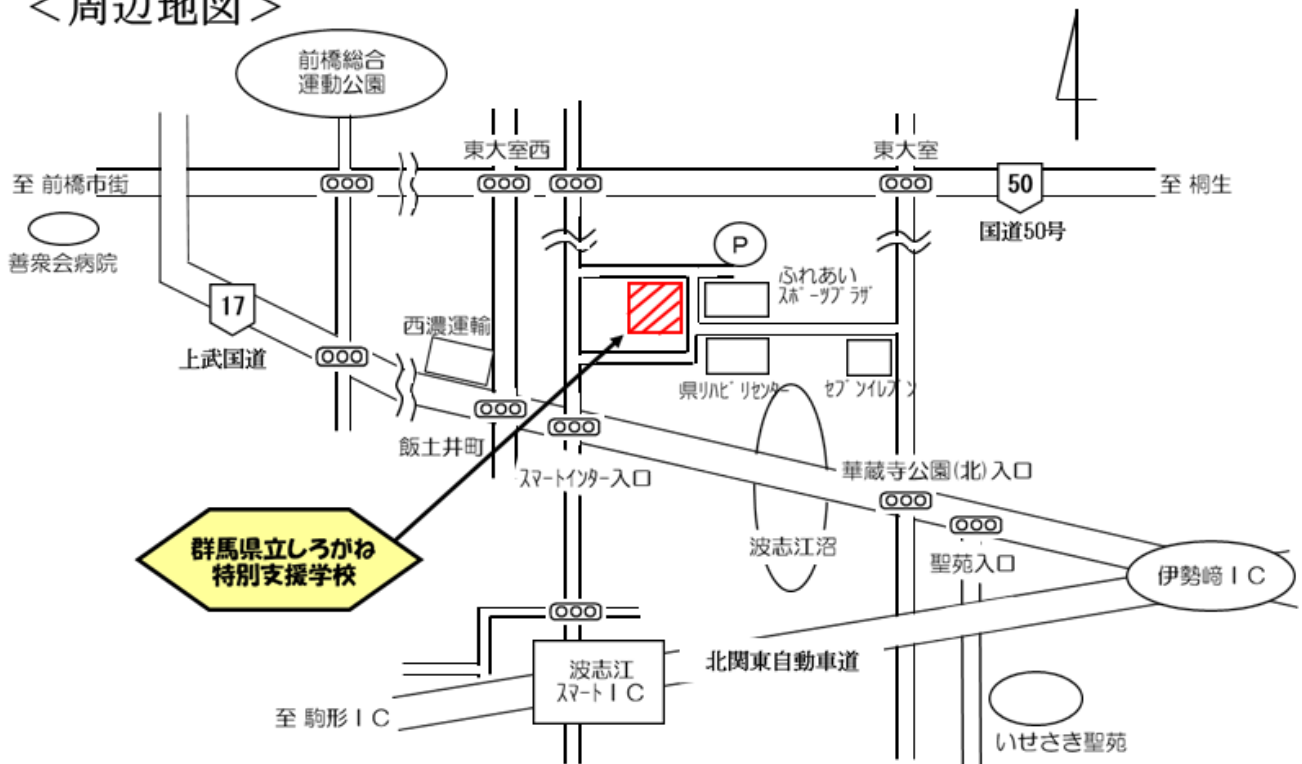 ＜周辺地図＞
前橋総合
運動公園
東大室西
東大室
至 前橋市街
50
至 桐生
国道50号
善衆会病院
P
ふれあい
ｽﾎﾟｰﾂﾌﾟﾗｻﾞ
17
上武国道
西濃運輸
県ﾘﾊﾋﾞﾘｾﾝﾀｰ
ｾﾌﾞﾝｲﾚﾌﾞﾝ
飯土井町
ｽﾏｰﾄｲﾝﾀｰ入口
華蔵寺公園(北)入口
群馬県立しろがね
特別支援学校
波志江沼
聖苑入口
伊勢﨑ＩＣ
波志江
ｽﾏｰﾄＩＣ
北関東自動車道
至 駒形ＩＣ
いせさき聖苑